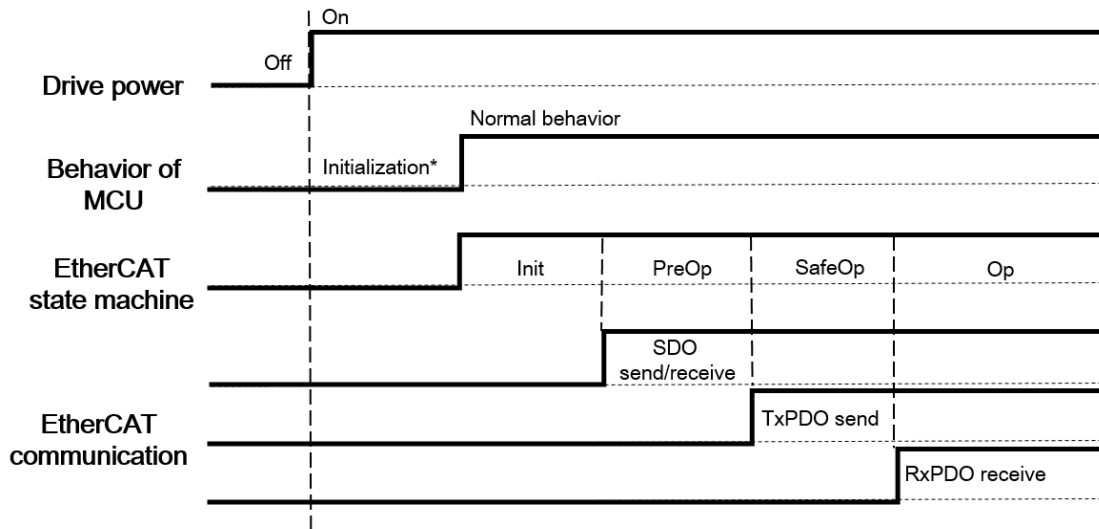 On
Off
Drive power
Normal behavior
Initialization*
Behavior of
MCU
EtherCAT
state machine
Init
PreOp
SafeOp
Op
SDO
send/receive
EtherCAT
communication
TxPDO send
RxPDO receive